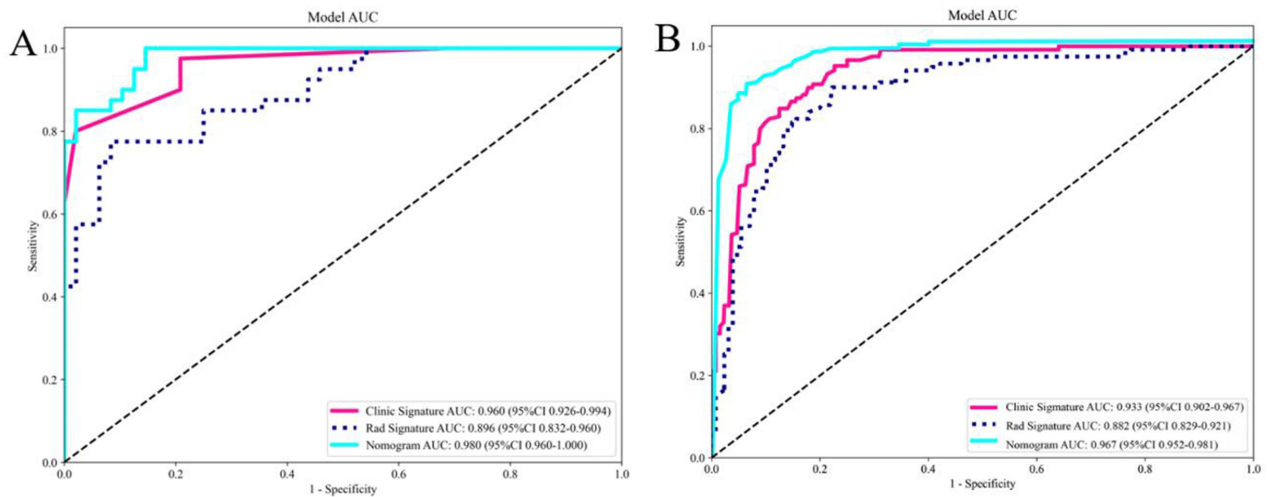 A
Model AUC
1.0
0.8
0.6
0.4
0.2
0.0
Sensitivity
0.0
0.2
0.4
0.6
0.8
1.0
1 - Specificity
Clinic Signature AUC: 0.960 (95%CI 0.926-0.994)
Rad Signature AUC: 0.896 (95%CI 0.832-0.960)
Nomogram AUC: 0.980 (95%CI 0.960-1.000)
B
Model AUC
1.0
0.8
0.6
0.4
0.2
0.0
Sensitivity
0.0
0.2
0.4
0.6
0.8
1.0
1 - Specificity
Clinic Signature AUC: 0.933 (95%CI 0.902-0.967)
Rad Signature AUC: 0.882 (95%CI 0.829-0.921)
Nomogram AUC: 0.967 (95%CI 0.952-0.981)